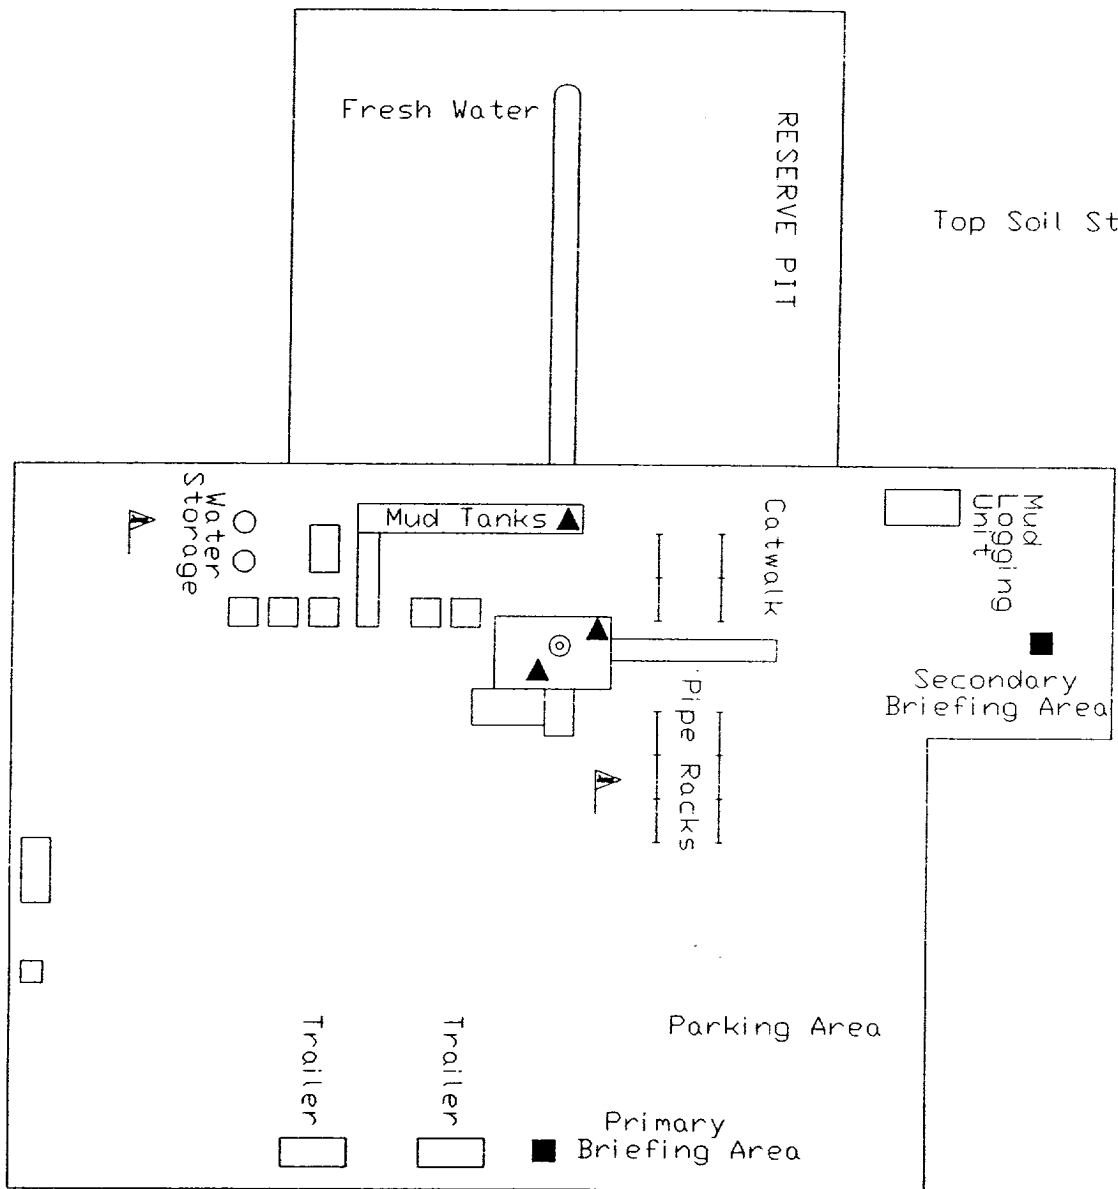 Fresh Water
RESERVE PIT
Top Soil St
Water
Storage
Mud Tanks
Catwalk
Mud
Logging
Unit
Secondary
Briefing Area
Pipe Racks
Parking Area
Trailer
Trailer
Primary
Briefing Area